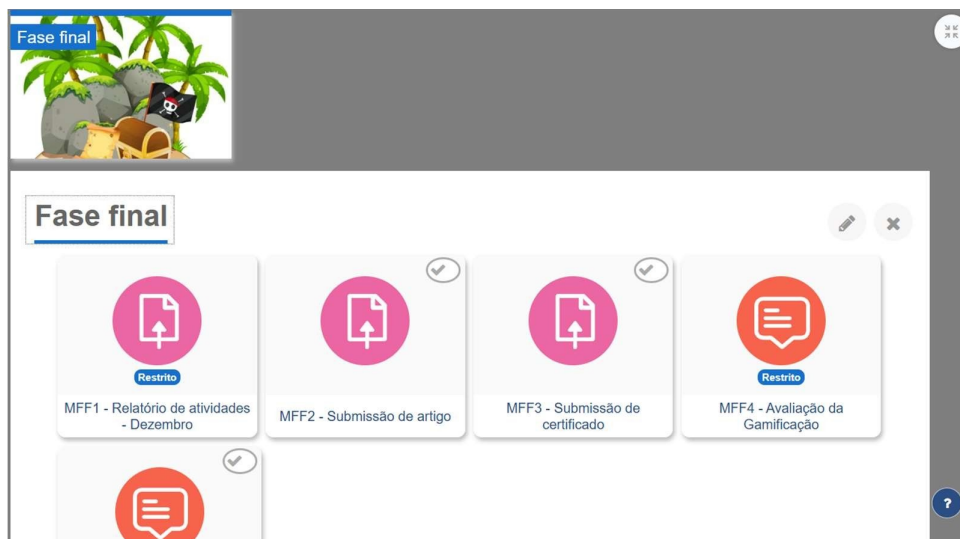 Fase final
Fase final
Restrito
MFF1 - Relatório de atividades
- Dezembro
MFF2 - Submissão de artigo
MFF3 - Submissão de
certificado
Restrito
MFF4 - Avaliação da
Gamificação
?